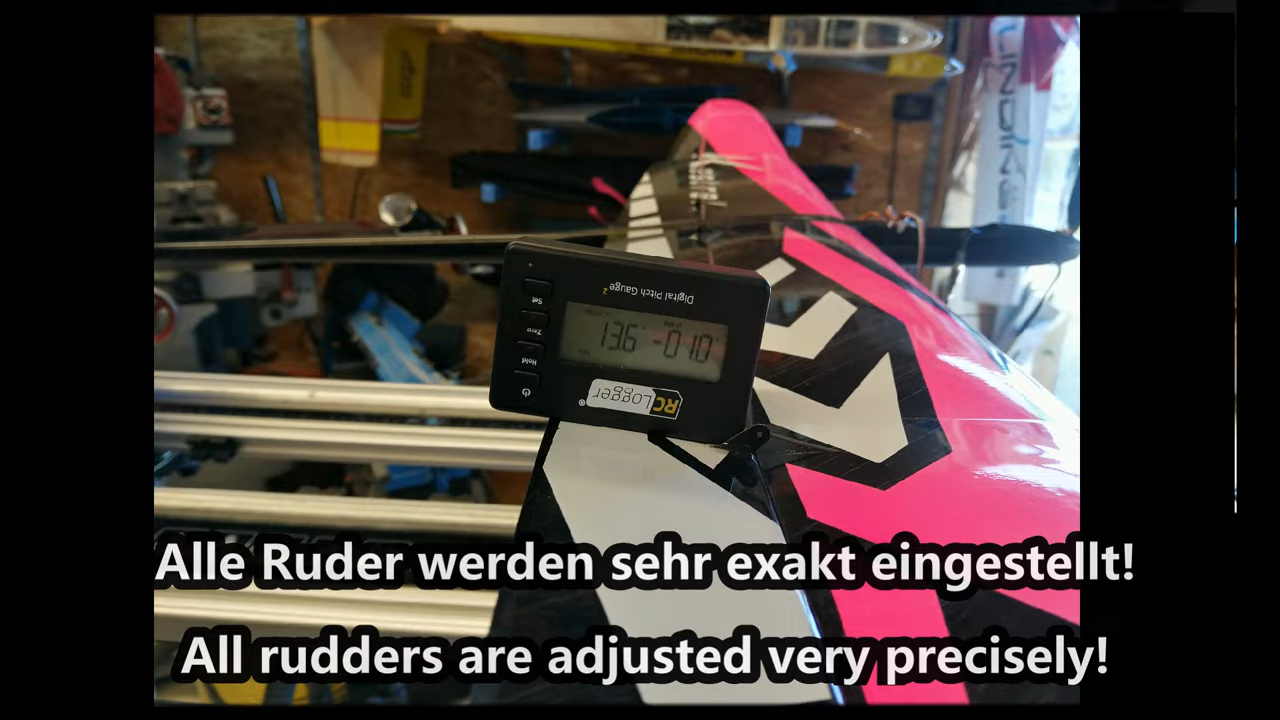 Digital Pitch Gauge 2
Set
Zero
Hold
13.6° -01.0°
RC Logger ®
Alle Ruder werden sehr exakt eingestellt!
All rudders are adjusted very precisely!